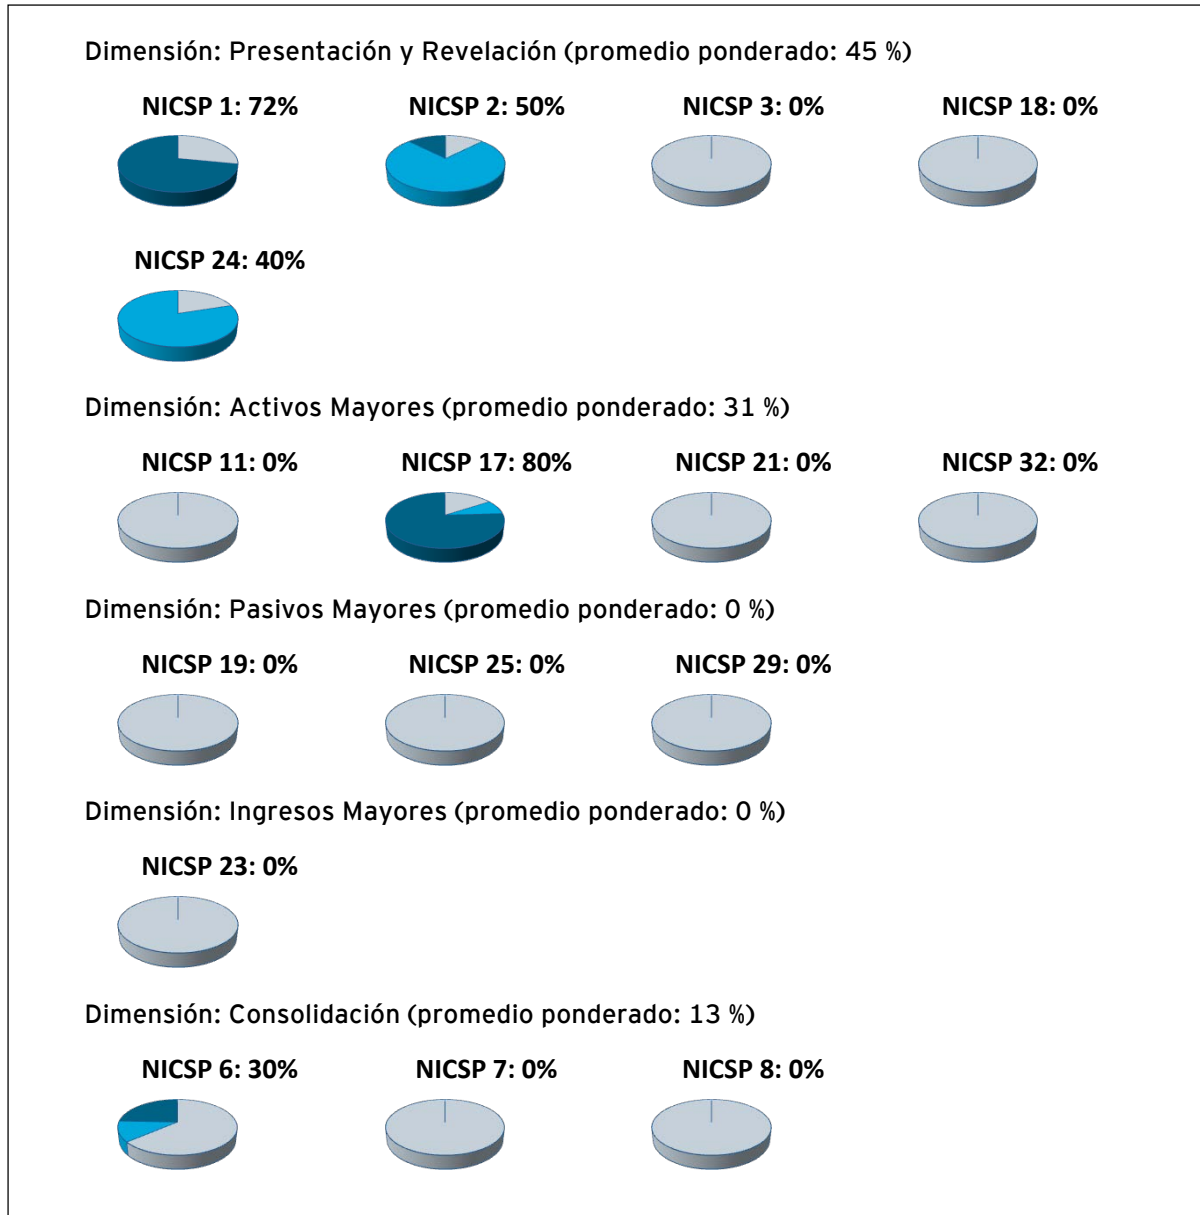 Dimensión: Presentación y Revelación (promedio ponderado: 45 %)
NICSP 1: 72%
NICSP 2: 50%
NICSP 3: 0%
NICSP 18: 0%
NICSP 24: 40%
Dimensión: Activos Mayores (promedio ponderado: 31 %)
NICSP 11: 0%
NICSP 17: 80%
NICSP 21: 0%
NICSP 32: 0%
Dimensión: Pasivos Mayores (promedio ponderado: 0 %)
NICSP 19: 0%
NICSP 25: 0%
NICSP 29: 0%
Dimensión: Ingresos Mayores (promedio ponderado: 0 %)
NICSP 23: 0%
Dimensión: Consolidación (promedio ponderado: 13 %)
NICSP 6: 30%
NICSP 7: 0%
NICSP 8: 0%